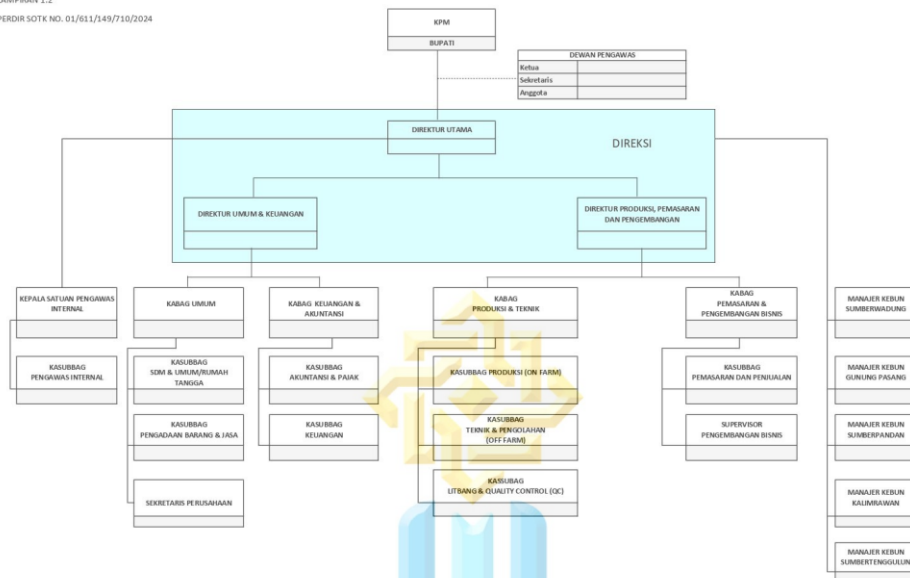 LAMPIRAN 1.2
PERDIR SOTK NO. 01/611/149/710/2024
KPM
BUPATI
DEWAN PENGAWAS
Ketua
Sekretaris
Anggota
DIREKTUR UTAMA
DIREKSI
DIREKTUR UMUM & KEUANGAN
DIREKTUR PRODUKSI, PEMASARAN
DAN PENGEMBANGAN
KEPALA SATUAN PENGAWAS
INTERNAL
KABAG UMUM
KABAG KEUANGAN &
AKUNTANSI
KABAG
PRODUKSI & TEKNIK
KABAG
PEMASARAN &
PENGEMBANGAN BISNIS
MANAJER KEBUN
SUMBERWADUNG
KASUBBAG
PENGAWAS INTERNAL
KASUBBAG
SDM & UMUM/RUMAH
TANGGA
KASUBBAG
AKUNTANSI & PAJAK
KASUBBAG PRODUKSI (ON FARM)
KASUBBAG
PEMASARAN DAN PENJUALAN
MANAJER KEBUN
GUNUNG PASANG
KASUBBAG
PENGADAAN BARANG & JASA
KASUBBAG
KEUANGAN
KASUBBAG
TEKNIK & PENGOLAHAN
(OFF FARM)
SUPERVISOR
PENGEMBANGAN BISNIS
MANAJER KEBUN
SUMBERPANDAN
SEKRETARIS PERUSAHAAN
KASSUBAG
LITBANG & QUALITY CONTROL (QC)
MANAJER KEBUN
KALIMRAWAN
MANAJER KEBUN
SUMBERTENGGULUN